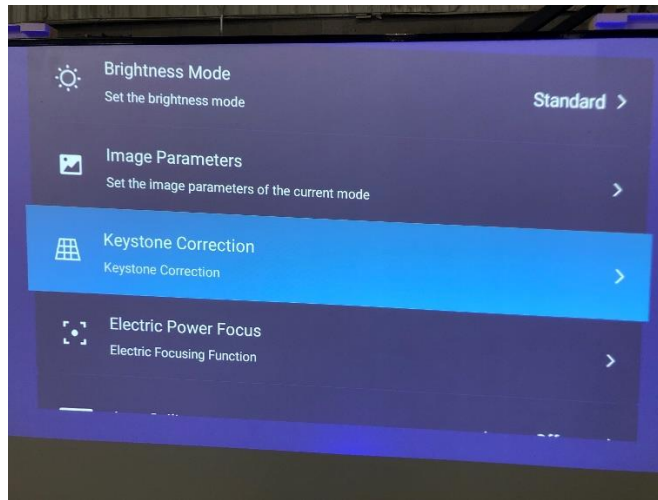 Brightness Mode
Set the brightness mode
Standard
Image Parameters
Set the image parameters of the current mode
Keystone Correction
Keystone Correction
Electric Power Focus
Electric Focusing Function